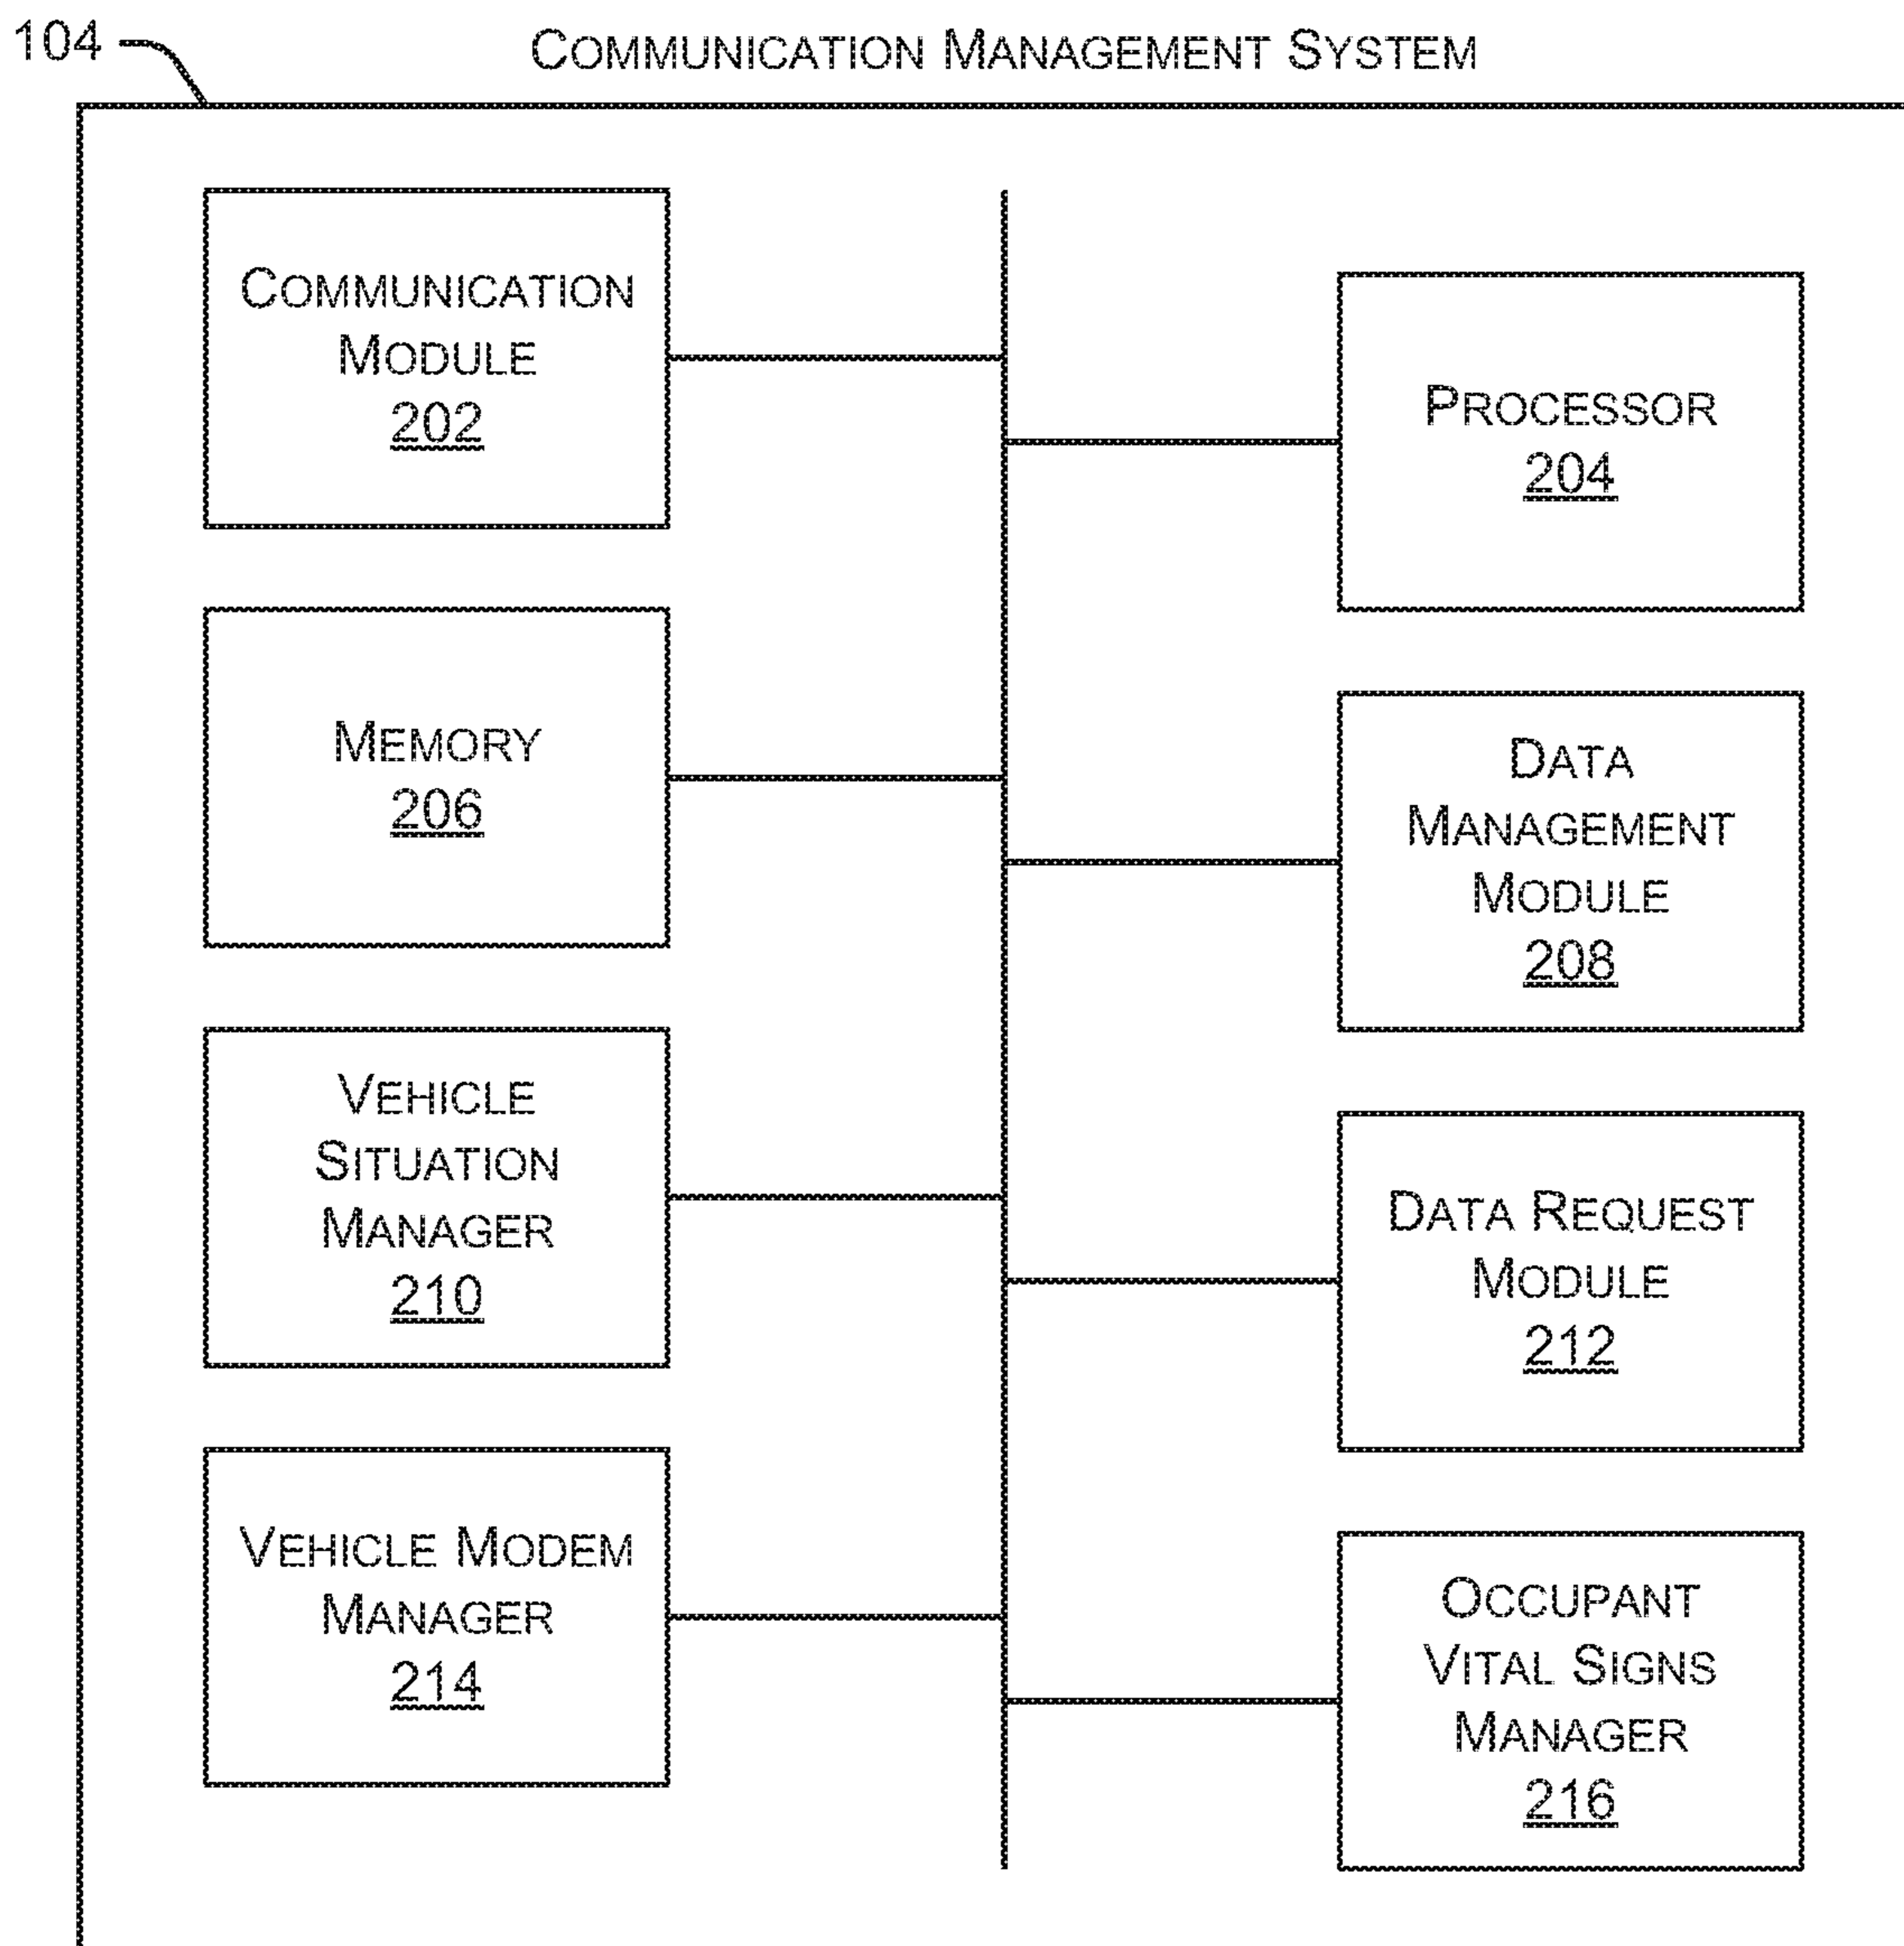 104
COMMUNICATION MANAGEMENT SYSTEM
COMMUNICATION
MODULE
202
PROCESSOR
204
MEMORY
206
DATA
MANAGEMENT
MODULE
208
VEHICLE
SITUATION
MANAGER
210
DATA REQUEST
MODULE
212
VEHICLE MODEM
MANAGER
214
OCCUPANT
VITAL SIGNS
MANAGER
216